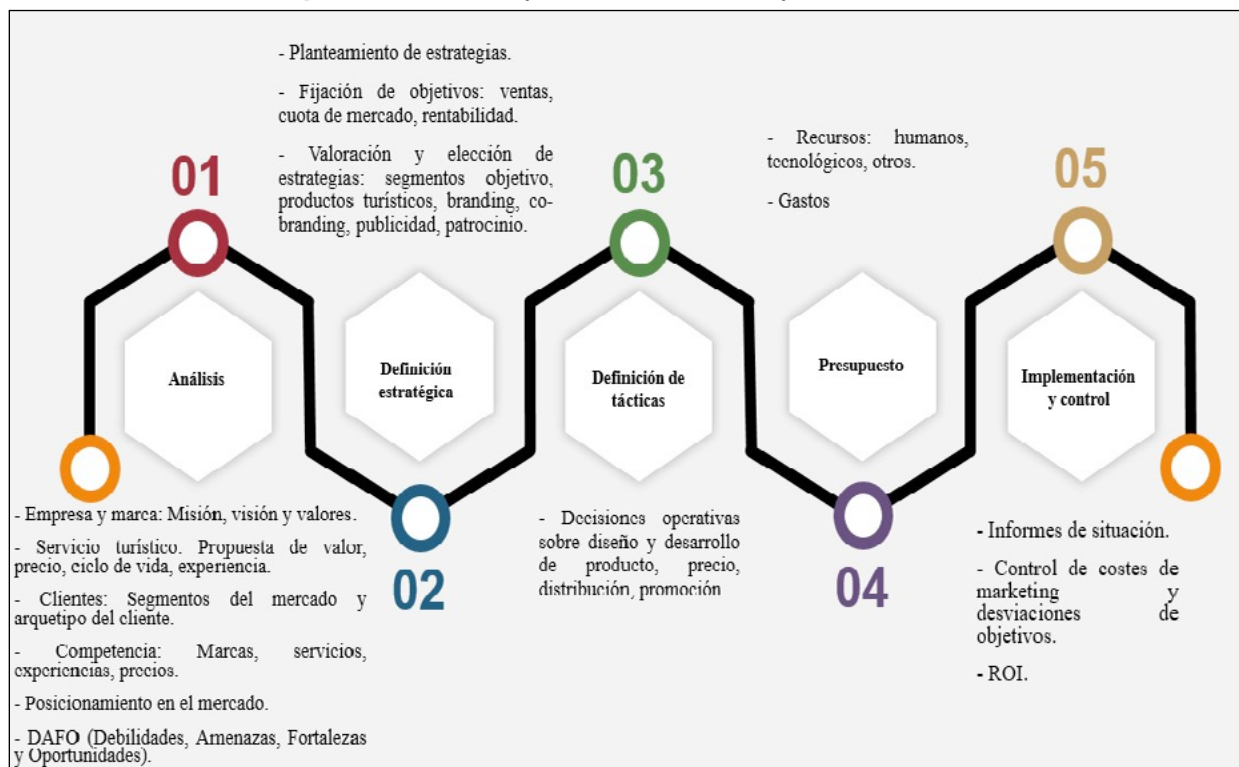 01
Análisis
- Empresa y marca: Misión, visión y valores.
- Servicio turístico. Propuesta de valor,
precio, ciclo de vida, experiencia.
- Clientes: Segmentos del mercado y
arquetipo del cliente.
- Competencia: Marcas, servicios,
experiencias, precios.
- Posicionamiento en el mercado.
- DAFO (Debilidades, Amenazas, Fortalezas
y Oportunidades).
- Planteamiento de estrategias.
- Fijación de objetivos: ventas,
cuota de mercado, rentabilidad.
- Valoración y elección de
estrategias: segmentos objetivo,
productos turísticos, branding, co-
branding, publicidad, patrocinio.
Definición
estratégica
02
03
Definición de
tácticas
- Decisiones operativas
sobre diseño y desarrollo
de producto, precio,
distribución, promoción
- Recursos: humanos,
tecnológicos, otros.
- Gastos
Presupuesto
04
05
Implementación
y control
- Informes de situación.
- Control de costes de
marketing y
desviaciones de
objetivos.
- ROI.